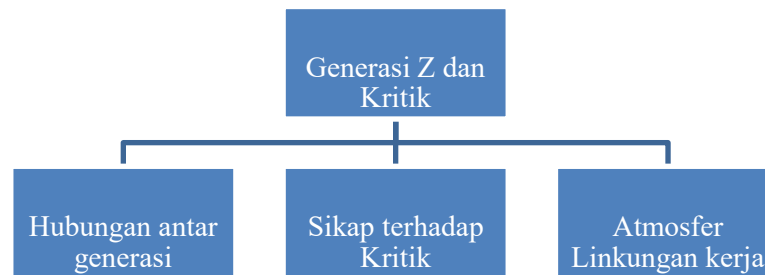 Generasi Z dan
Kritik
Hubungan antar
generasi
Sikap terhadap
Kritik
Atmosfer
Linkungan kerja